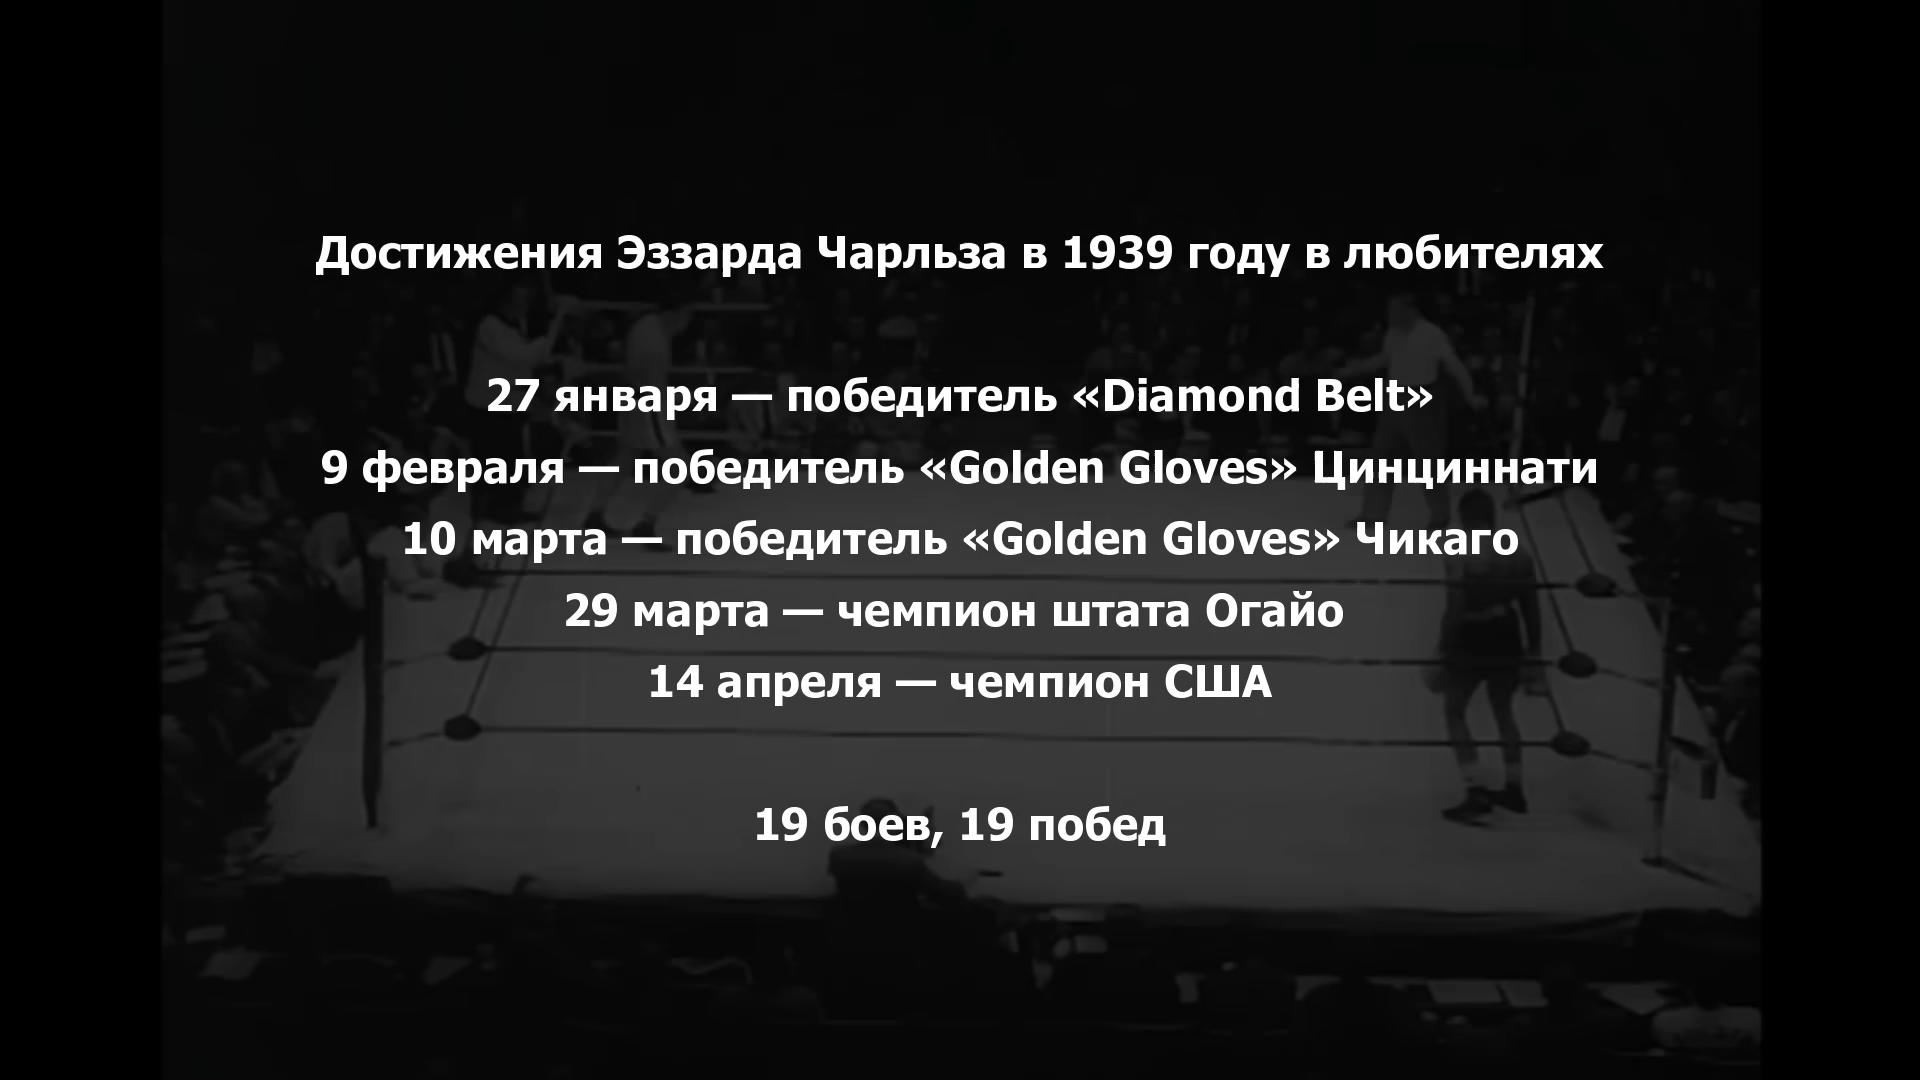 Достижения Эззарда Чарльза в 1939 году в любителях
27 января — победитель «Diamond Belt»
9 февраля — победитель «Golden Gloves» Цинциннати
10 марта — победитель «Golden Gloves» Чикаго
29 марта — чемпион штата Огайо
14 апреля — чемпион США
19 боев, 19 побед